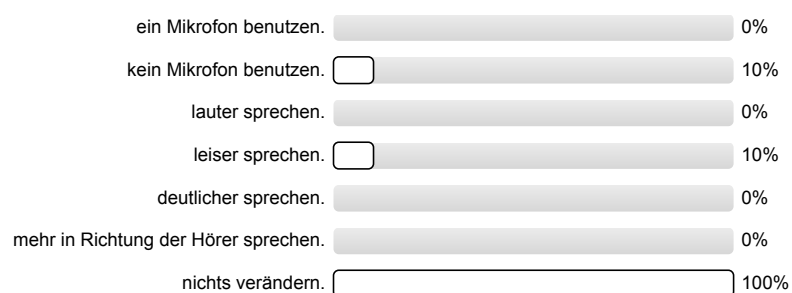 ein Mikrofon benutzen. 0%
kein Mikrofon benutzen. 10%
lauter sprechen. 0%
leiser sprechen. 10%
deutlicher sprechen. 0%
mehr in Richtung der Hörer sprechen. 0%
nichts verändern. 100%